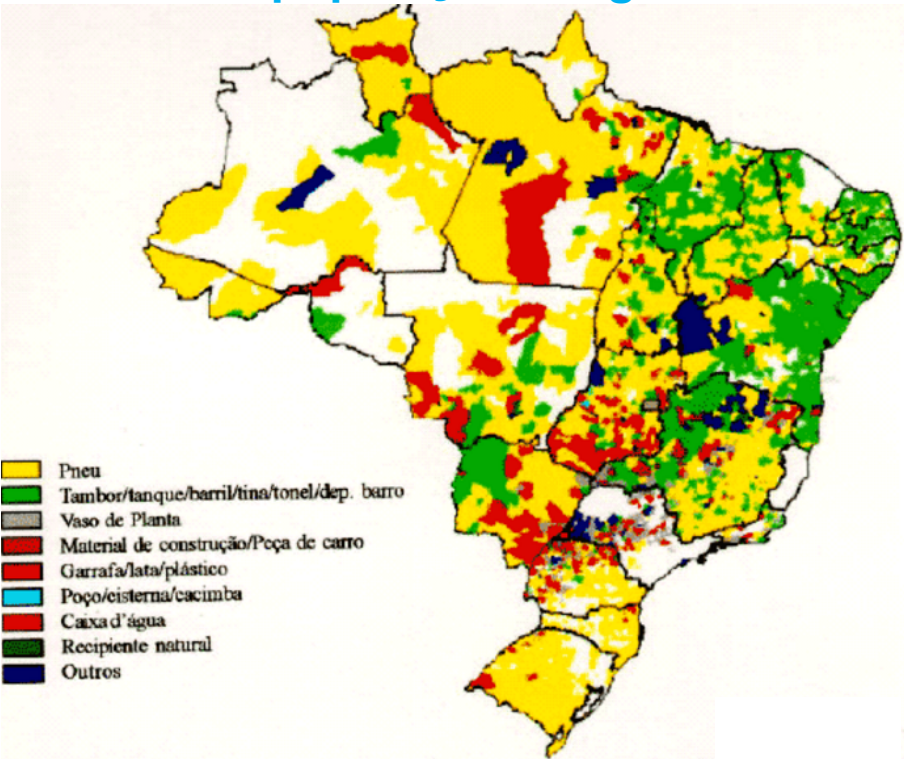 Pneu
Tambor/tanque/barril/tina/tonel/dep. barro
Vaso de Planta
Material de construção/Peça de carro
Garrafa/lata/plástico
Poço/cisterna/cacimba
Caixa d'água
Recipiente natural
Outros